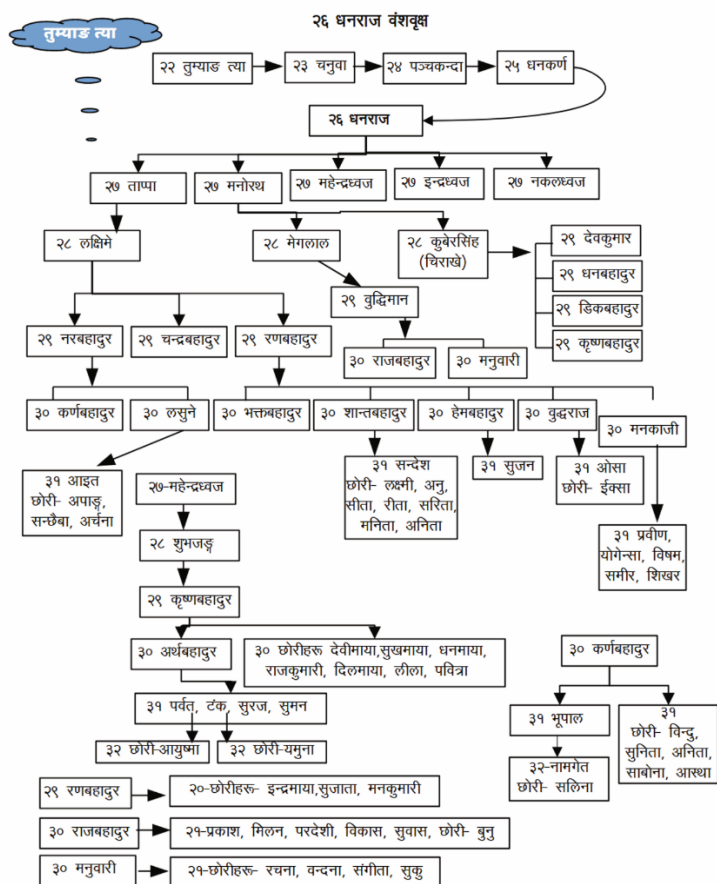 तुम्याङ त्या
२६ धनराज वंशवृक्ष
२२ तुम्याङ त्या
२३ चनुवा
२४ पञ्चकन्दा
२५ धनकर्ण
२६ धनराज
२७ ताप्पा
२७ मनोरथ
२७ महेन्द्रध्वज
२७ इन्द्रध्वज
२७ नकलध्वज
२८ लक्षिमे
२८ मेगलाल
२८ कुबेरसिंह
(चिराखे)
२९ देवकुमार
२९ धनबहादुर
२९ डिकबहादुर
२९ कृष्णबहादुर
२९ वुद्धिमान
२९ नरबहादुर
२९ चन्द्रबहादुर
२९ रणबहादुर
३० राजबहादुर
३० मनुवारी
३० कर्णबहादुर
३० लसुने
३० भक्तबहादुर
३० शान्तबहादुर
३० हेमबहादुर
३० वुद्धराज
३० मनकाजी
३१ आइत
छोरी- अपाङ्ग,
सन्छैबा, अर्चना
३१ सन्देश
छोरी- लक्ष्मी, अनु,
सीता, रीता, सरिता,
मनिता, अनिता
३१ सुजन
३१ ओसा
छोरी- ईक्सा
३१ प्रवीण,
योगेन्सा, विषम,
समीर, शिखर
२७-महेन्द्रध्वज
२८ शुभजङ्ग
२९ कृष्णबहादुर
३० अर्थबहादुर
३० छोरीहरू देवीमाया,सुखमाया, धनमाया,
राजकुमारी, दिलमाया, लीला, पवित्रा
३१ पर्वत, टंक, सुरज, सुमन
३२ छोरी-आयुष्मा
३२ छोरी-यमुना
३० कर्णबहादुर
३१ भूपाल
३१
छोरी- विन्दु,
सुनिता, अनिता,
साबोना, आस्था
३२-नामगेत
छोरी- सलिना
२९ रणबहादुर
२०-छोरीहरू- इन्द्रमाया,सुजाता, मनकुमारी
३० राजबहादुर
२१-प्रकाश, मिलन, परदेशी, विकास, सुवास, छोरी- बुनु
३० मनुवारी
२१-छोरीहरू- रचना, वन्दना, संगीता, सुकु